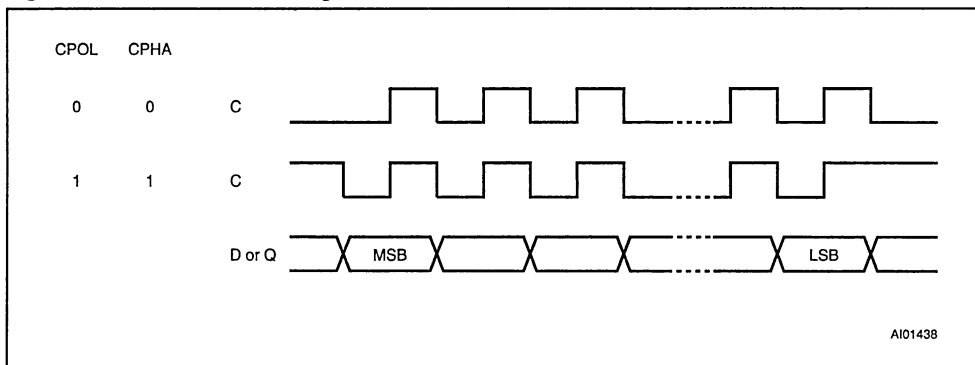 CPOL CPHA
0 0 C
1 1 C
D or Q MSB LSB
AI01438